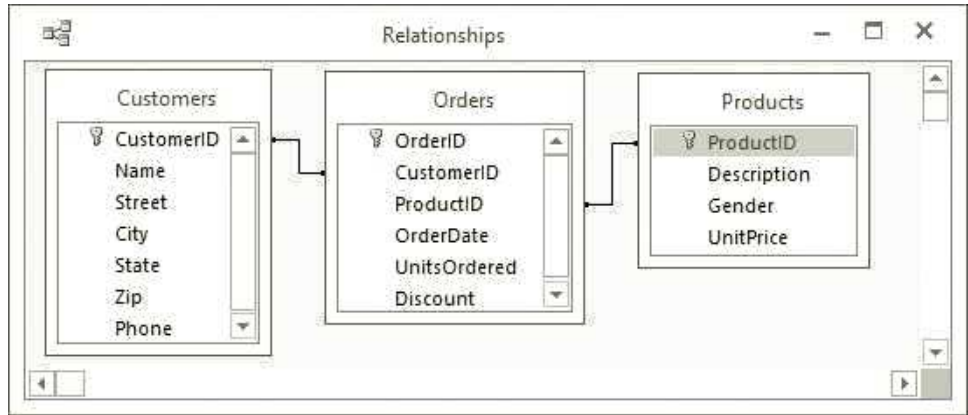 Relationships
Customers
CustomerID
Name
Street
City
State
Zip
Phone
Orders
OrderID
CustomerID
ProductID
OrderDate
UnitsOrdered
Discount
Products
ProductID
Description
Gender
UnitPrice